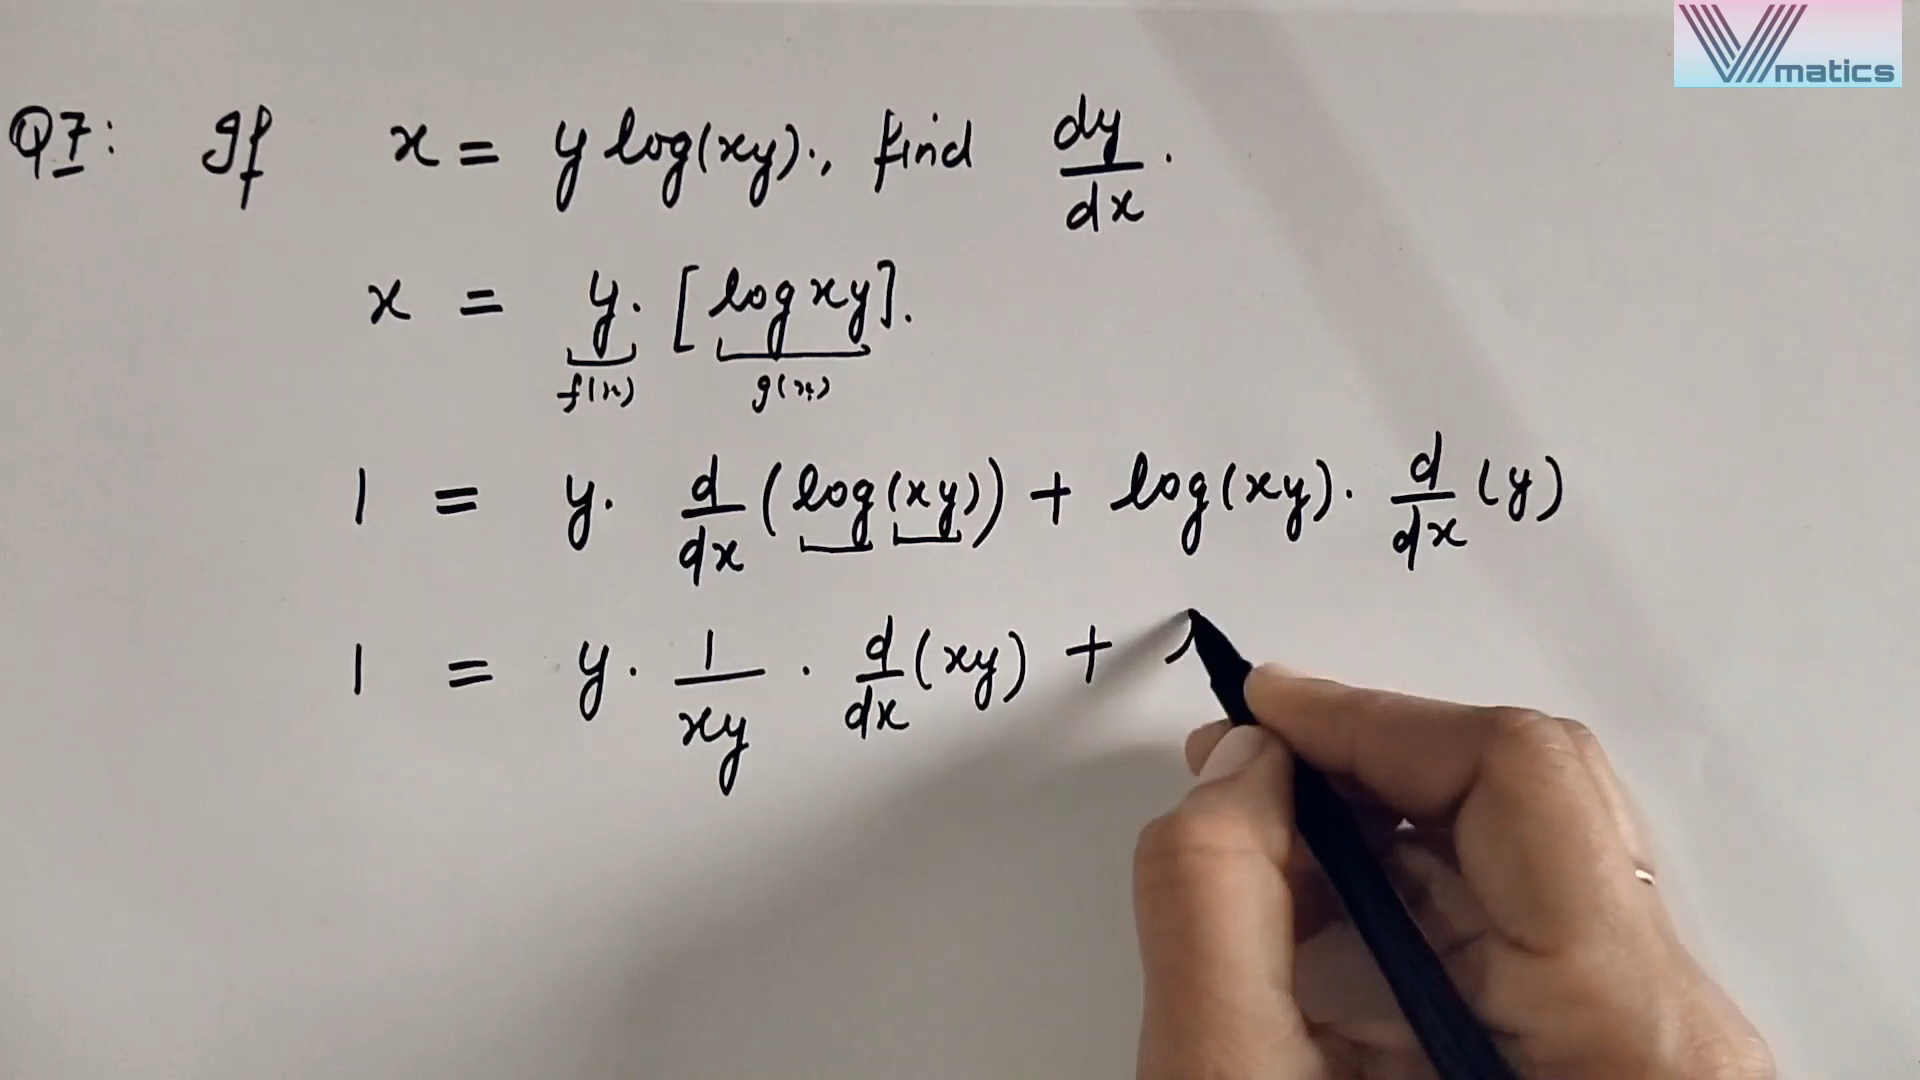 Vmatics
Q7: If x = y log(xy)., find dy/dx.
x = y. [log xy].
f(x) g(x)
1 = y. d/dx (log(xy)) + log(xy). d/dx (y)
1 = y. 1/xy . d/dx (xy) +